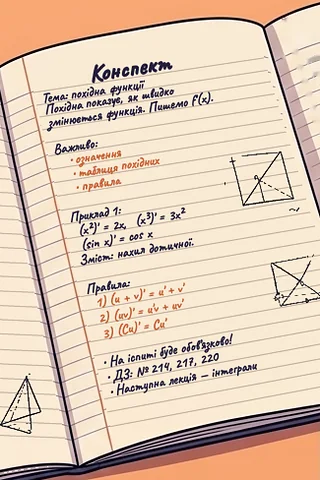 Конспект
Тема: похідна функції
Похідна показує, як швидко
змінюється функція. Пишемо f'(x).
Важливо:
• означення
• таблиця похідних
• правила
Приклад 1:
(x²)' = 2x, (x³)' = 3x²
(sin x)' = cos x
Зміст: нахил дотичної.
Правила:
1) (u + v)' = u' + v'
2) (uv)' = u'v + uv'
3) (Cu)' = Cu'
• На іспиті буде обов'язково!
• ДЗ: № 214, 217, 220
• Наступна лекція — інтеграли